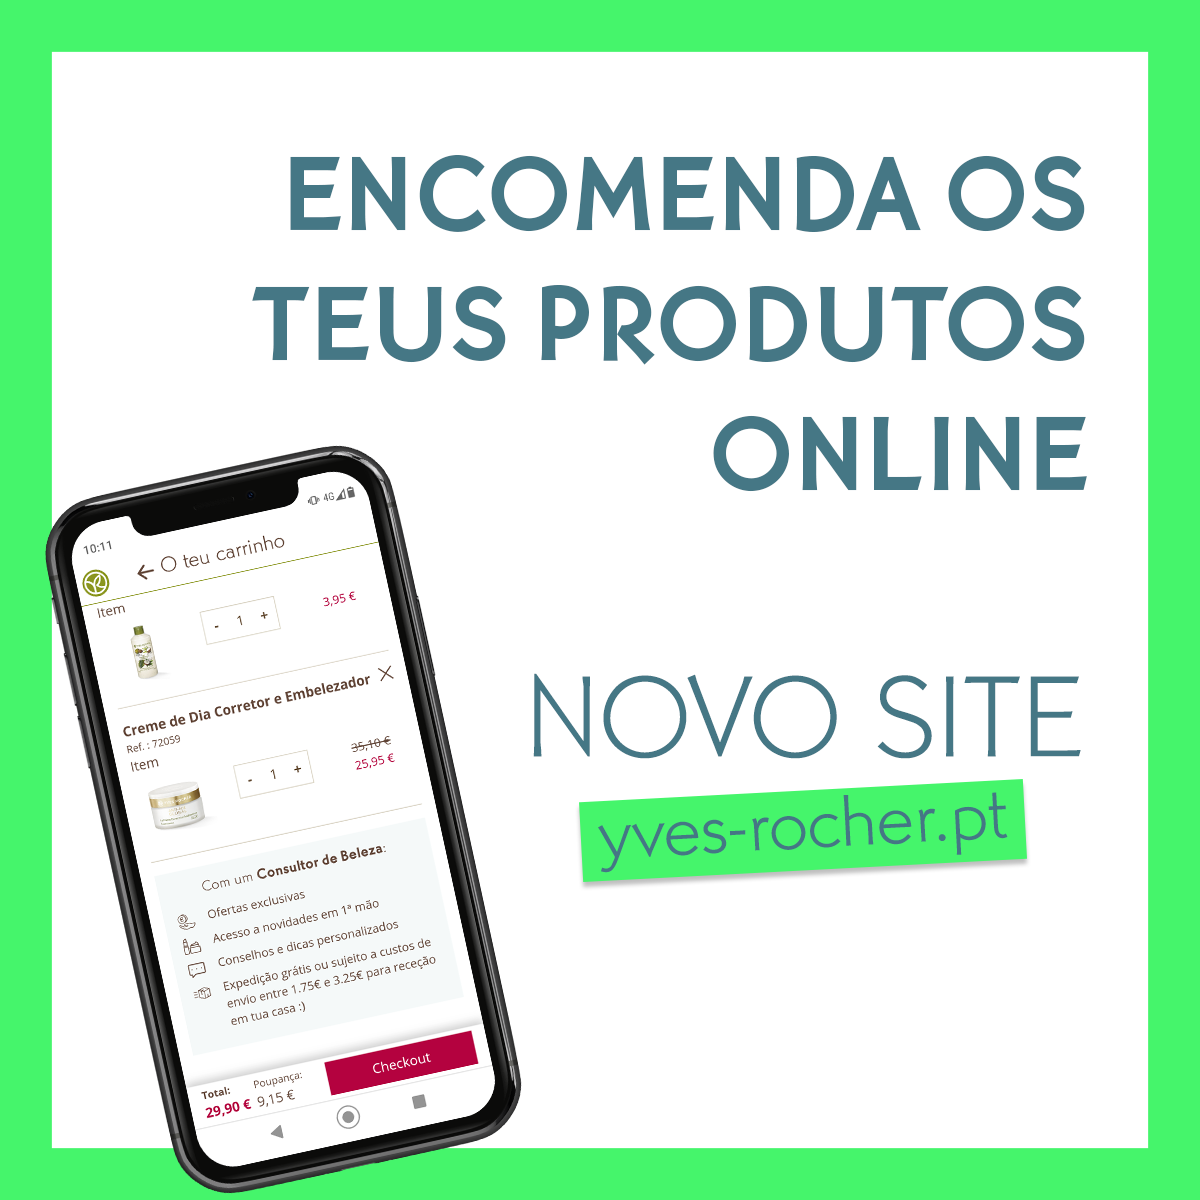 ENCOMENDA OS
TEUS PRODUTOS
ONLINE
NOVO SITE
yves-rocher.pt
10:11
4G
← O teu carrinho
Item
- 1 +
3,95 €
Creme de Dia Corretor e Embelezador
Ref. : 72059
Item
- 1 +
35,10 €
25,95 €
Com um Consultor de Beleza:
Ofertas exclusivas
Acesso a novidades em 1ª mão
Conselhos e dicas personalizados
Expedição grátis ou sujeito a custos de
envio entre 1.75€ e 3.25€ para receção
em tua casa :)
Total:
29,90 €
Poupança:
9,15 €
Checkout